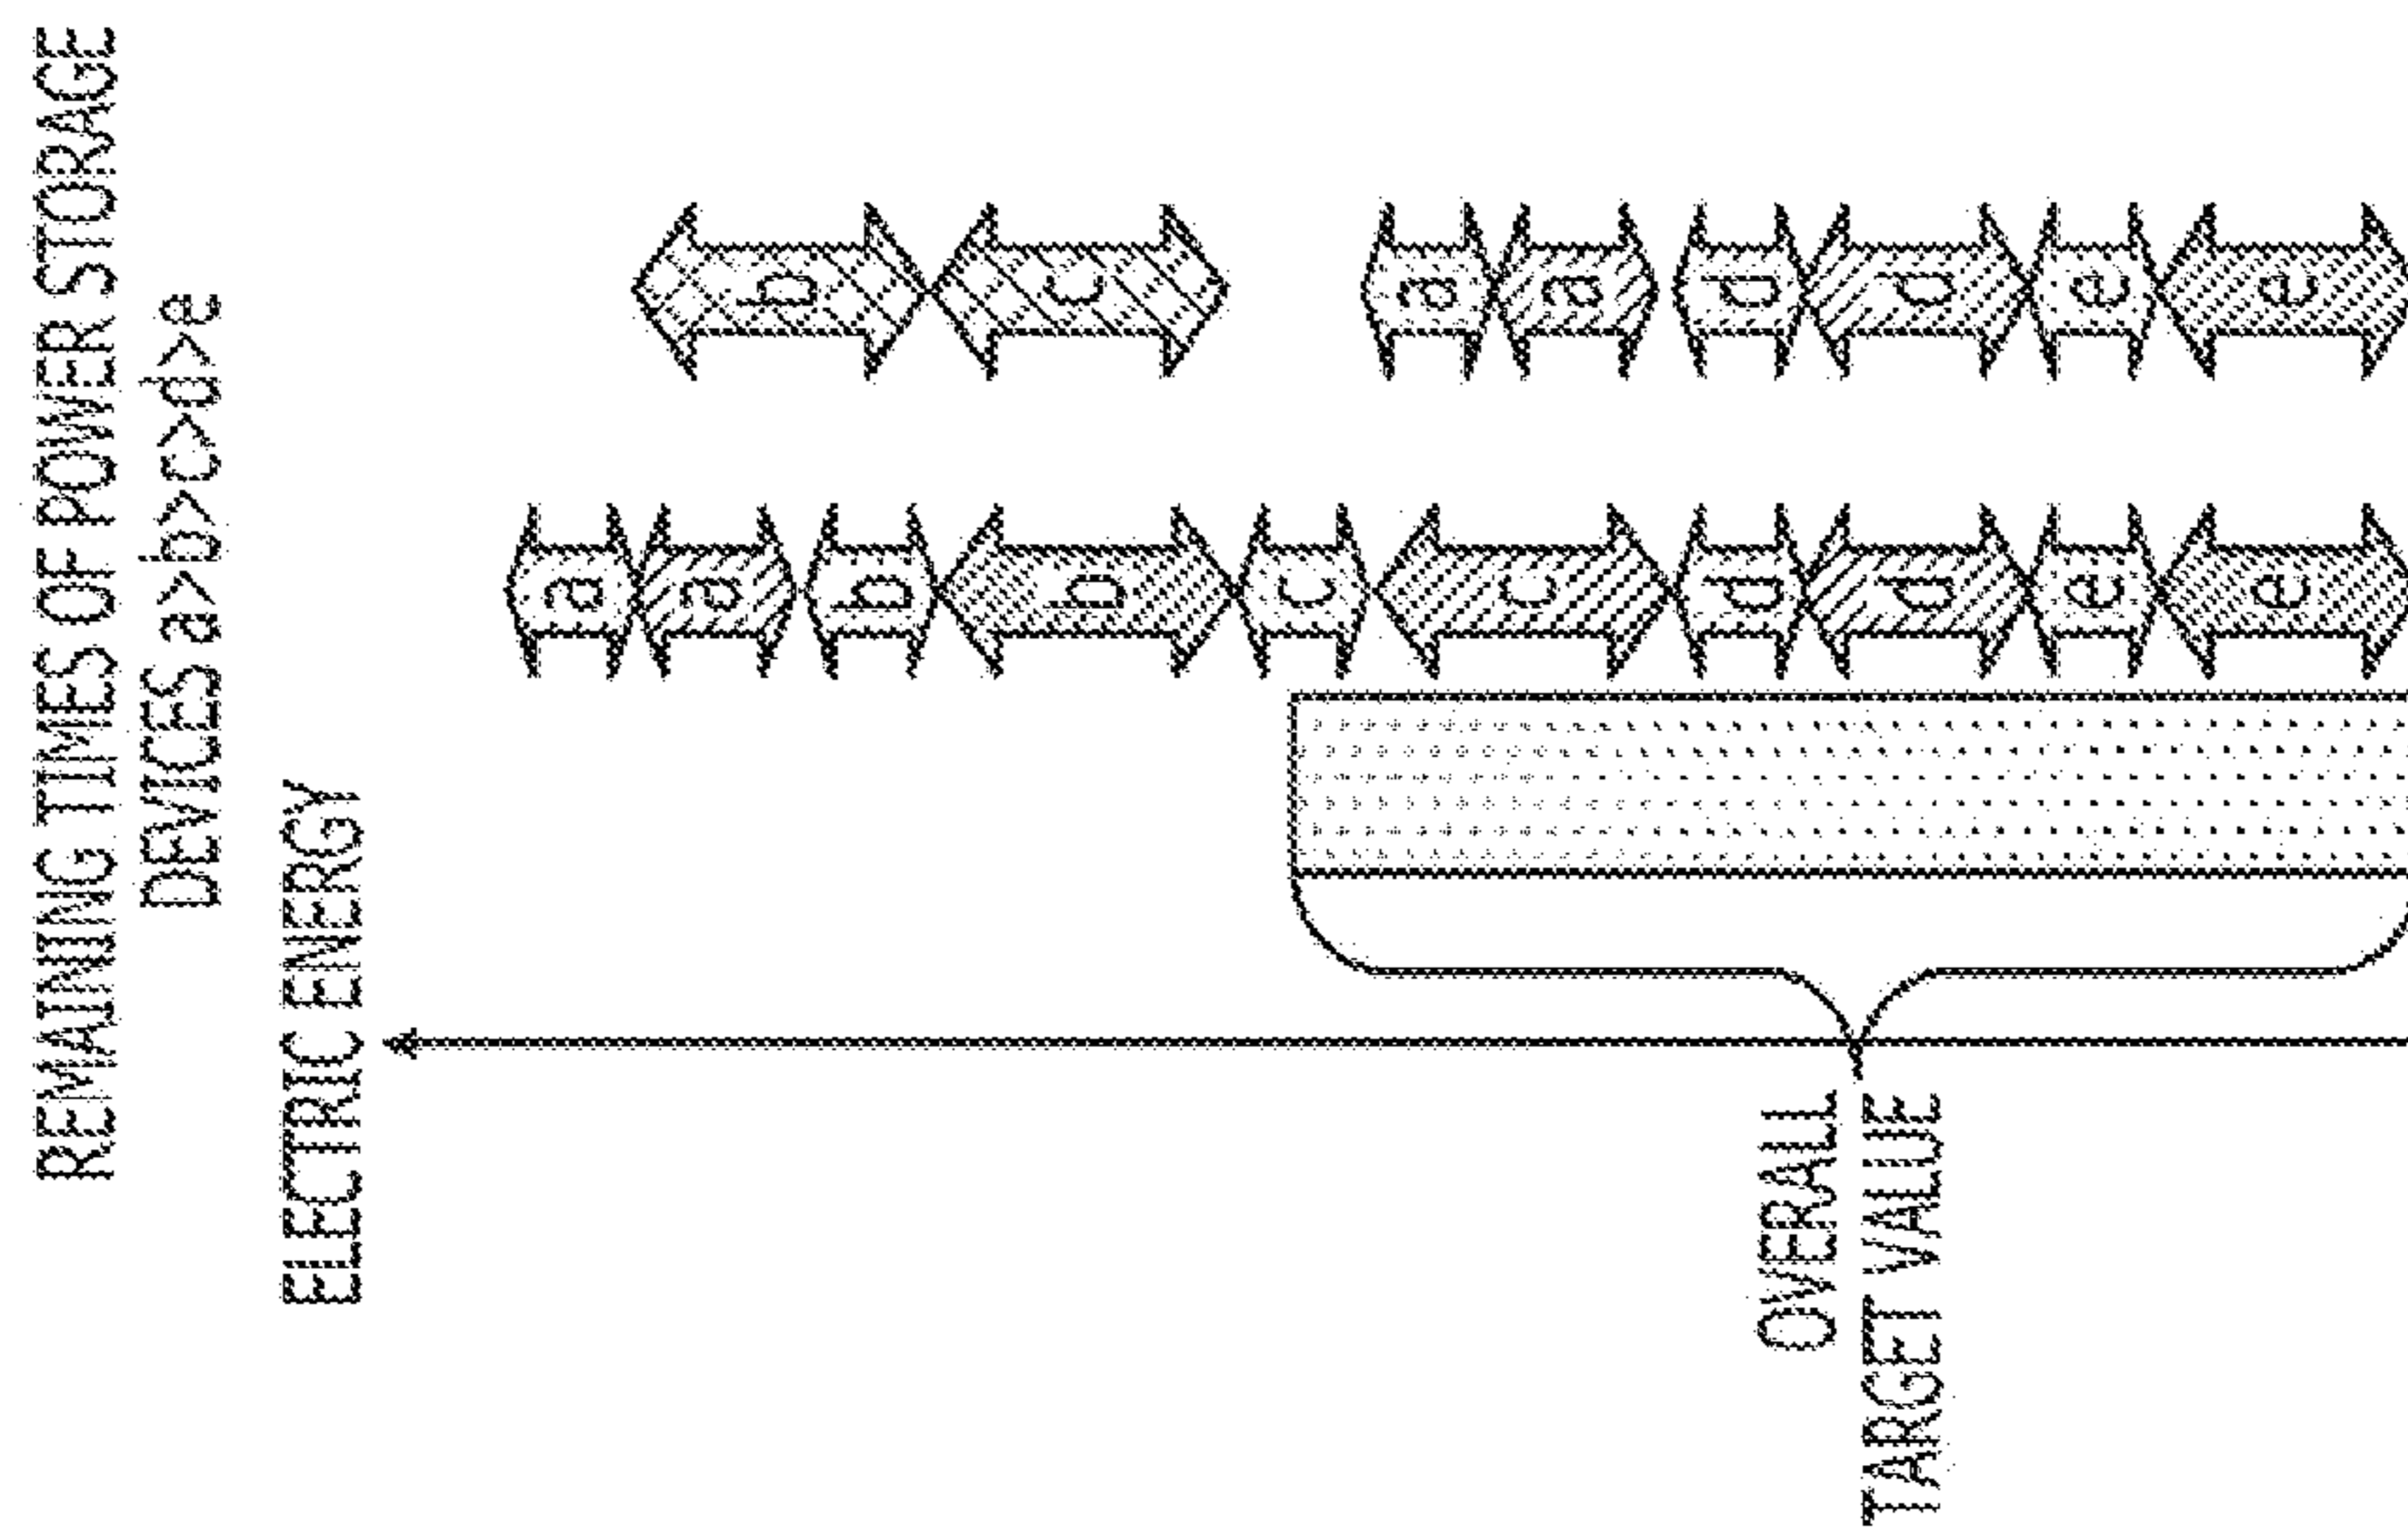 REMAINING TIMES OF POWER STORAGE
DEVICES a>b>c>d>e
ELECTRIC ENERGY
b
c
a
a
d
d
e
e
a
a
b
b
c
c
d
d
e
e
OVERALL
TARGET VALUE